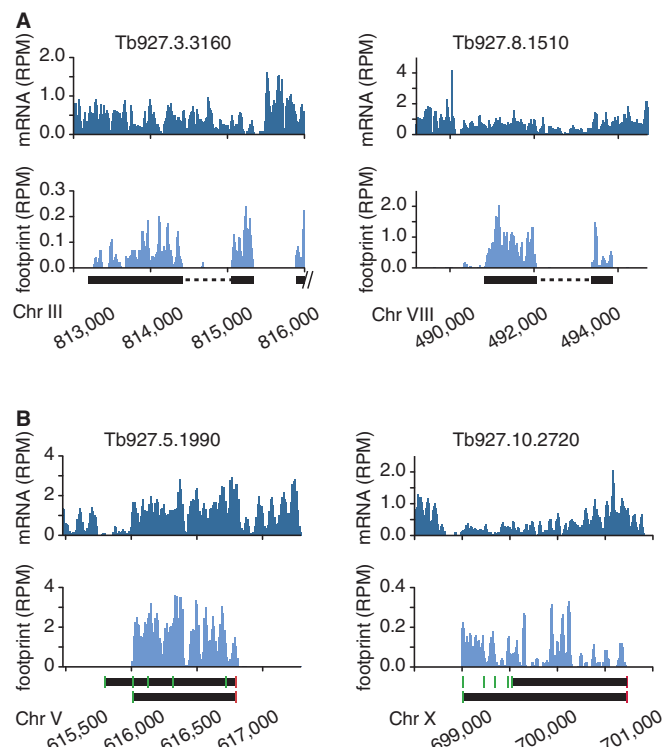 A
Tb927.3.3160
Tb927.8.1510
mRNA (RPM)
2.0
1.0
0.0
mRNA (RPM)
4
2
0
footprint (RPM)
0.3
0.2
0.1
0.0
footprint (RPM)
2.0
1.0
0.0
Chr III
813,000
814,000
815,000
816,000
Chr VIII
490,000
492,000
494,000
B
Tb927.5.1990
Tb927.10.2720
mRNA (RPM)
4
2
0
mRNA (RPM)
2.0
1.0
0.0
footprint (RPM)
4
2
0
footprint (RPM)
0.4
0.2
0.0
Chr V
615,500
616,000
616,500
617,000
Chr X
699,000
700,000
701,000